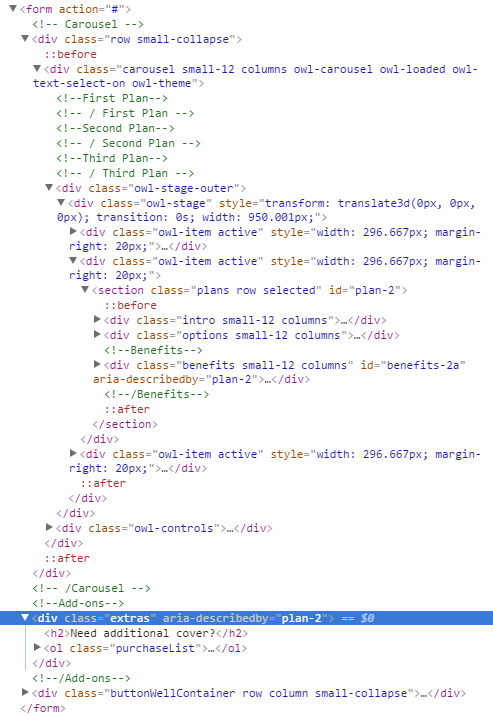 <form action="#">
<!-- Carousel -->
<div class="row small-collapse">
::before
<div class="carousel small-12 columns owl-carousel owl-loaded owl-
text-select-on owl-theme">
<!--First Plan-->
<!-- / First Plan -->
<!--Second Plan-->
<!-- / Second Plan -->
<!--Third Plan-->
<!-- / Third Plan -->
<div class="owl-stage-outer">
<div class="owl-stage" style="transform: translate3d(0px, 0px,
0px); transition: 0s; width: 950.001px;">
<div class="owl-item active" style="width: 296.667px; margin-
right: 20px;">…</div>
<div class="owl-item active" style="width: 296.667px; margin-
right: 20px;">
<section class="plans row selected" id="plan-2">
::before
<div class="intro small-12 columns">…</div>
<div class="options small-12 columns">…</div>
<!--Benefits-->
<div class="benefits small-12 columns" id="benefits-2a"
aria-describedby="plan-2">…</div>
<!--/Benefits-->
::after
</section>
</div>
<div class="owl-item active" style="width: 296.667px; margin-
right: 20px;">…</div>
::after
</div>
</div>
<div class="owl-controls">…</div>
</div>
::after
</div>
<!-- /Carousel -->
<!--Add-ons-->
<div class="extras" aria-describedby="plan-2"> == $0
<h2>Need additional cover?</h2>
<ol class="purchaseList">…</ol>
</div>
<!--/Add-ons-->
<div class="buttonWellContainer row column small-collapse">…</div>
</form>